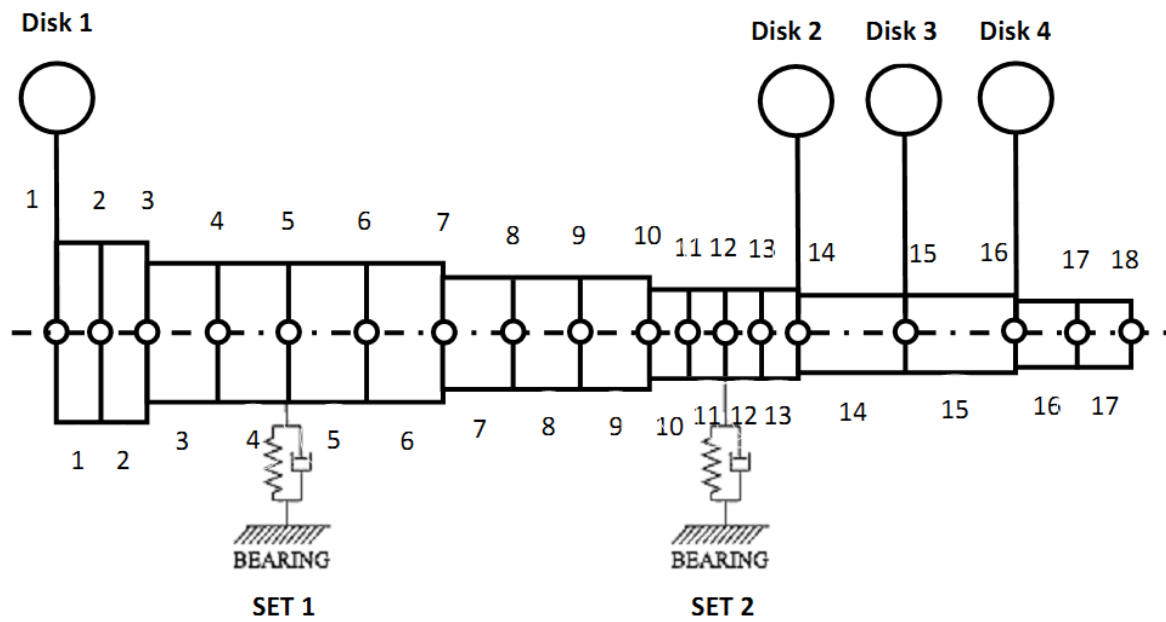 Disk 1
Disk 2 Disk 3 Disk 4
1 2 3 4 5 6 7 8 9 10 11 12 13 14 15 16 17 18
1 2 3 4 5 6 7 8 9 10 11 12 13 14 15 16 17
BEARING BEARING
SET 1 SET 2